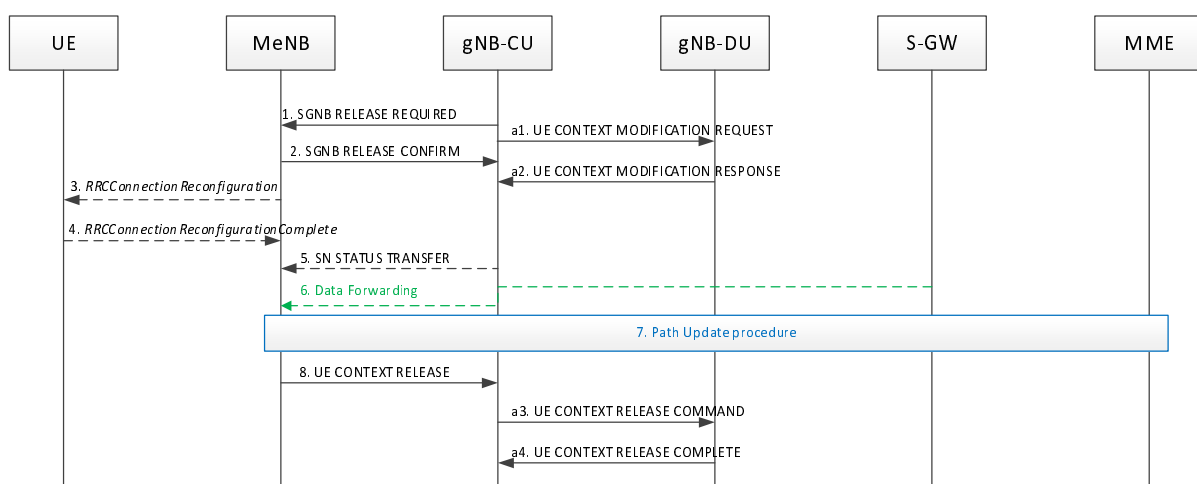 UE
MeNB
gNB-CU
gNB-DU
S-GW
MME
1. SGNB RELEASE REQUIRED
a1. UE CONTEXT MODIFICATION REQUEST
2. SGNB RELEASE CONFIRM
a2. UE CONTEXT MODIFICATION RESPONSE
3. RRCConnectionReconfiguration
4. RRCConnectionReconfigurationComplete
5. SN STATUS TRANSFER
6. Data Forwarding
7. Path Update procedure
8. UE CONTEXT RELEASE
a3. UE CONTEXT RELEASE COMMAND
a4. UE CONTEXT RELEASE COMPLETE